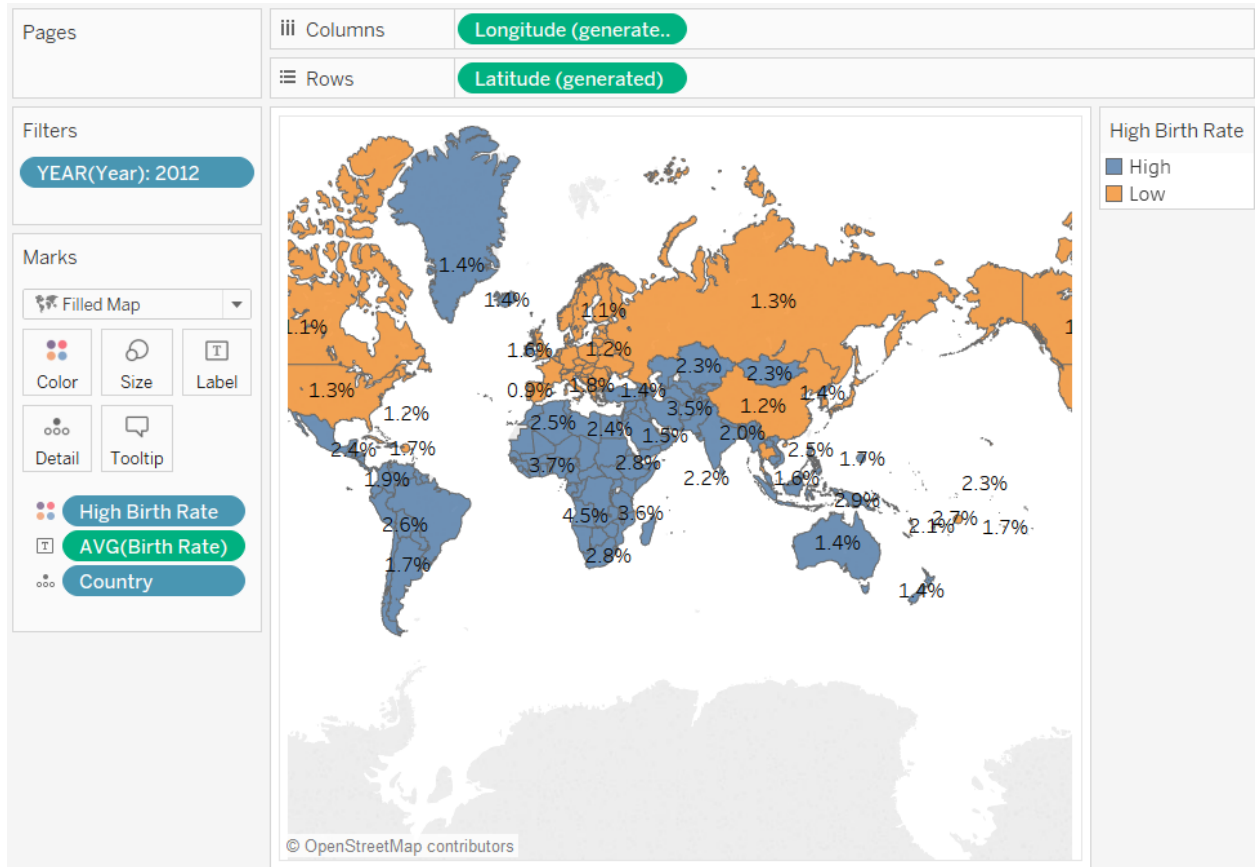 Pages
iii Columns
Longitude (generate..
Rows
Latitude (generated)
Filters
YEAR(Year): 2012
Marks
Filled Map
Color
Size
T
Label
Detail
Tooltip
High Birth Rate
T
AVG(Birth Rate)
Country
High Birth Rate
High
Low
1.4%
1.4%
1.1%
1.3%
1.1%
1.6%
1.2%
2.3%
2.3%
1.3%
0.9%
1.8%
1.4%
3.5%
1.2%
1.4%
1.2%
2.4%
1.7%
2.5%
2.4%
1.5%
2.0%
2.5%
1.7%
1.9%
3.7%
2.8%
2.2%
1.6%
2.3%
2.9%
2.6%
4.5%
3.6%
2.1%
2.7%
1.7%
1.7%
2.8%
1.4%
1.4%
© OpenStreetMap contributors